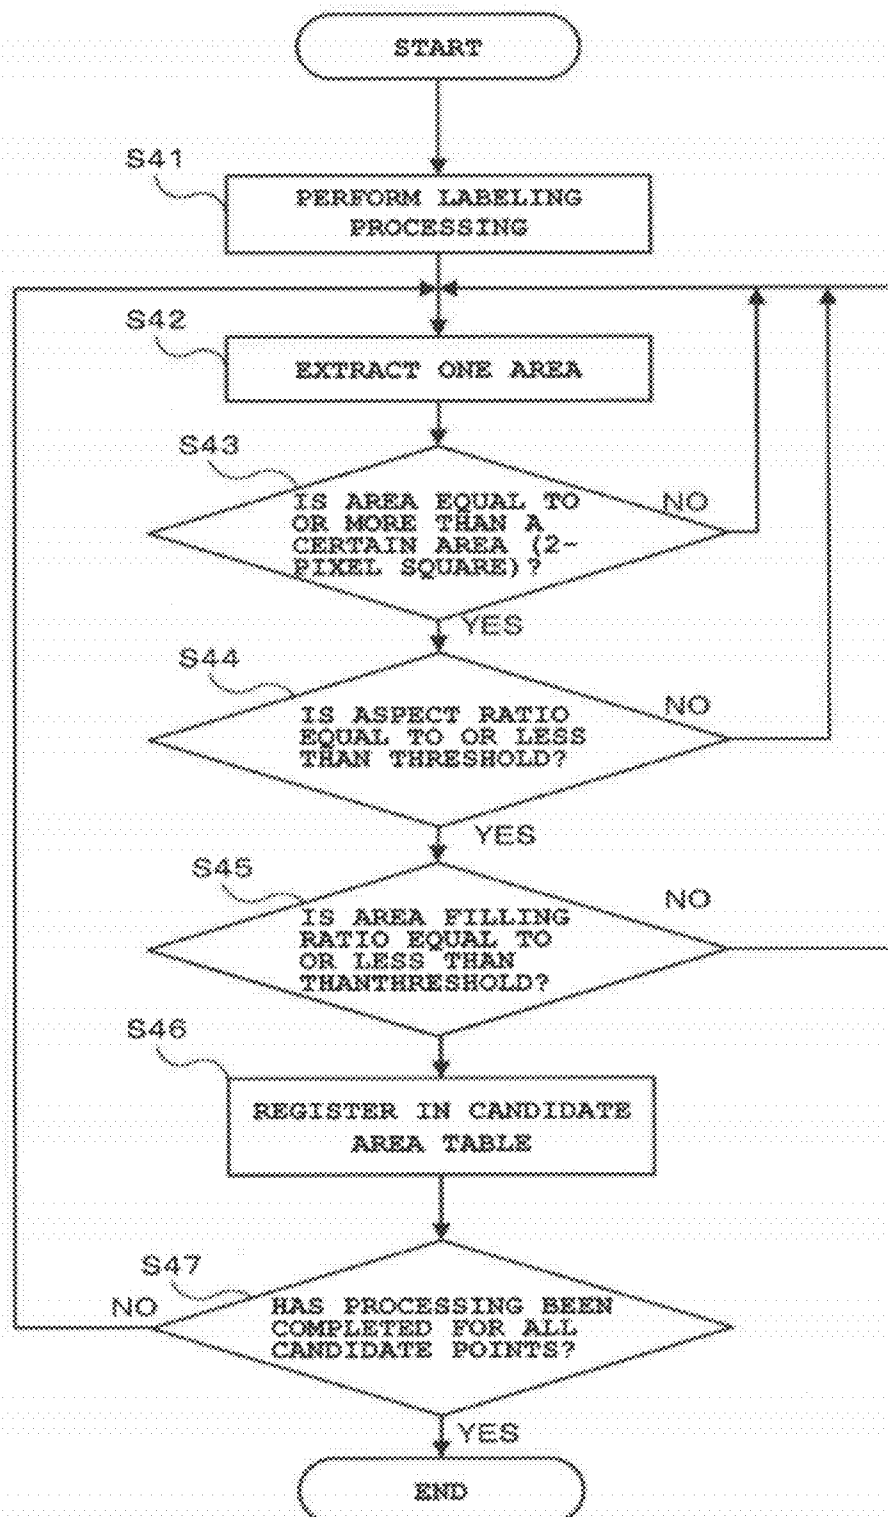 START
S41
PERFORM LABELING
PROCESSING
S42
EXTRACT ONE AREA
S43
IS AREA EQUAL TO
OR MORE THAN A
CERTAIN AREA (2-
PIXEL SQUARE)?
NO
YES
S44
IS ASPECT RATIO
EQUAL TO OR LESS
THAN THRESHOLD?
NO
YES
S45
IS AREA FILLING
RATIO EQUAL TO
OR LESS THAN
THANTHRESHOLD?
NO
S46
REGISTER IN CANDIDATE
AREA TABLE
S47
NO
HAS PROCESSING BEEN
COMPLETED FOR ALL
CANDIDATE POINTS?
YES
END